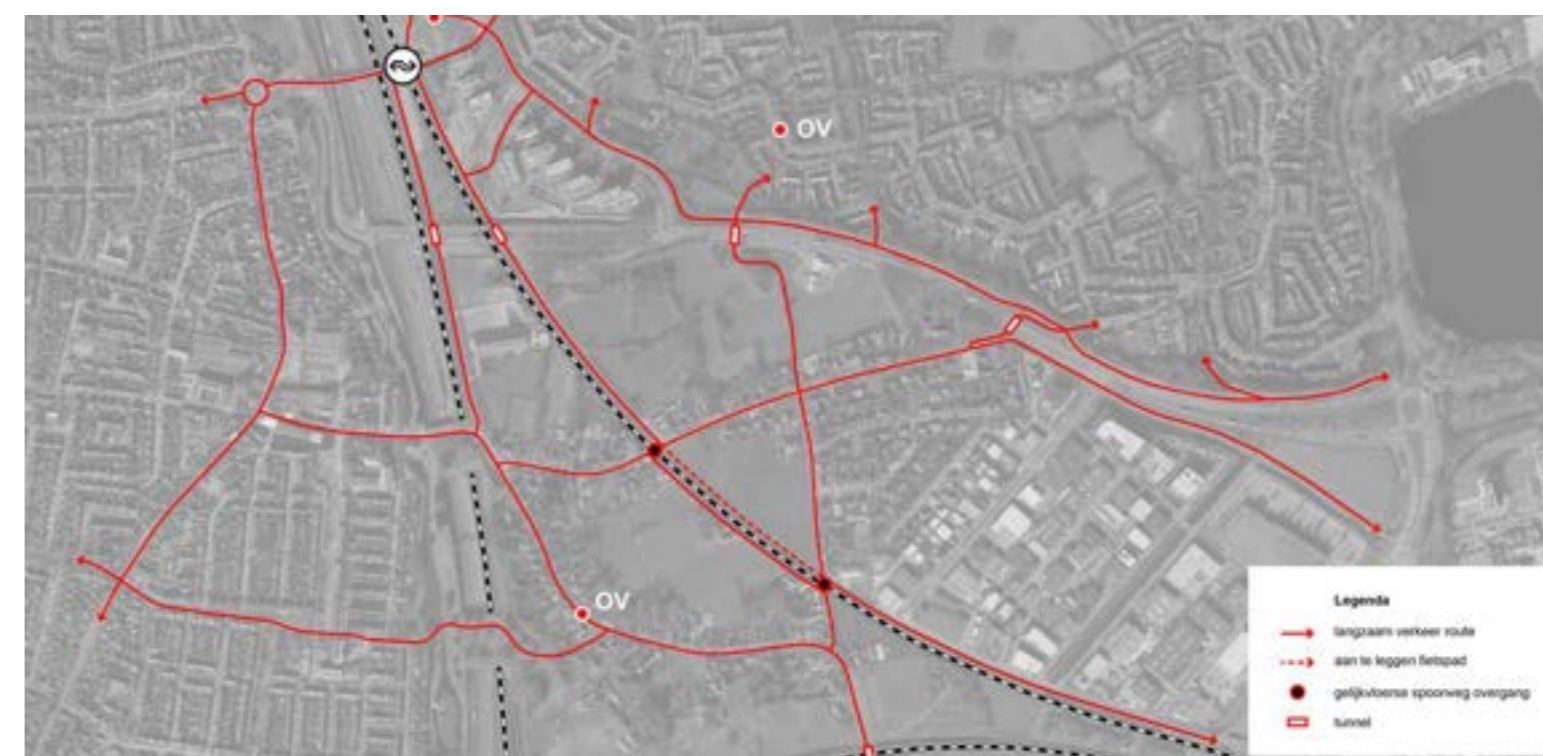 OV
OV
Legenda
langzaam verkeer route
aan te leggen fietspad
gelijkvloerse spoorweg overgang
tunnel